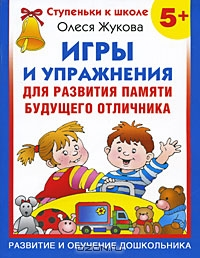 Ступеньки к школе
5+
Олеся Жукова
ИГРЫ
И УПРАЖНЕНИЯ
ДЛЯ РАЗВИТИЯ ПАМЯТИ
БУДУЩЕГО ОТЛИЧНИКА
РАЗВИТИЕ И ОБУЧЕНИЕ ДОШКОЛЬНИКА